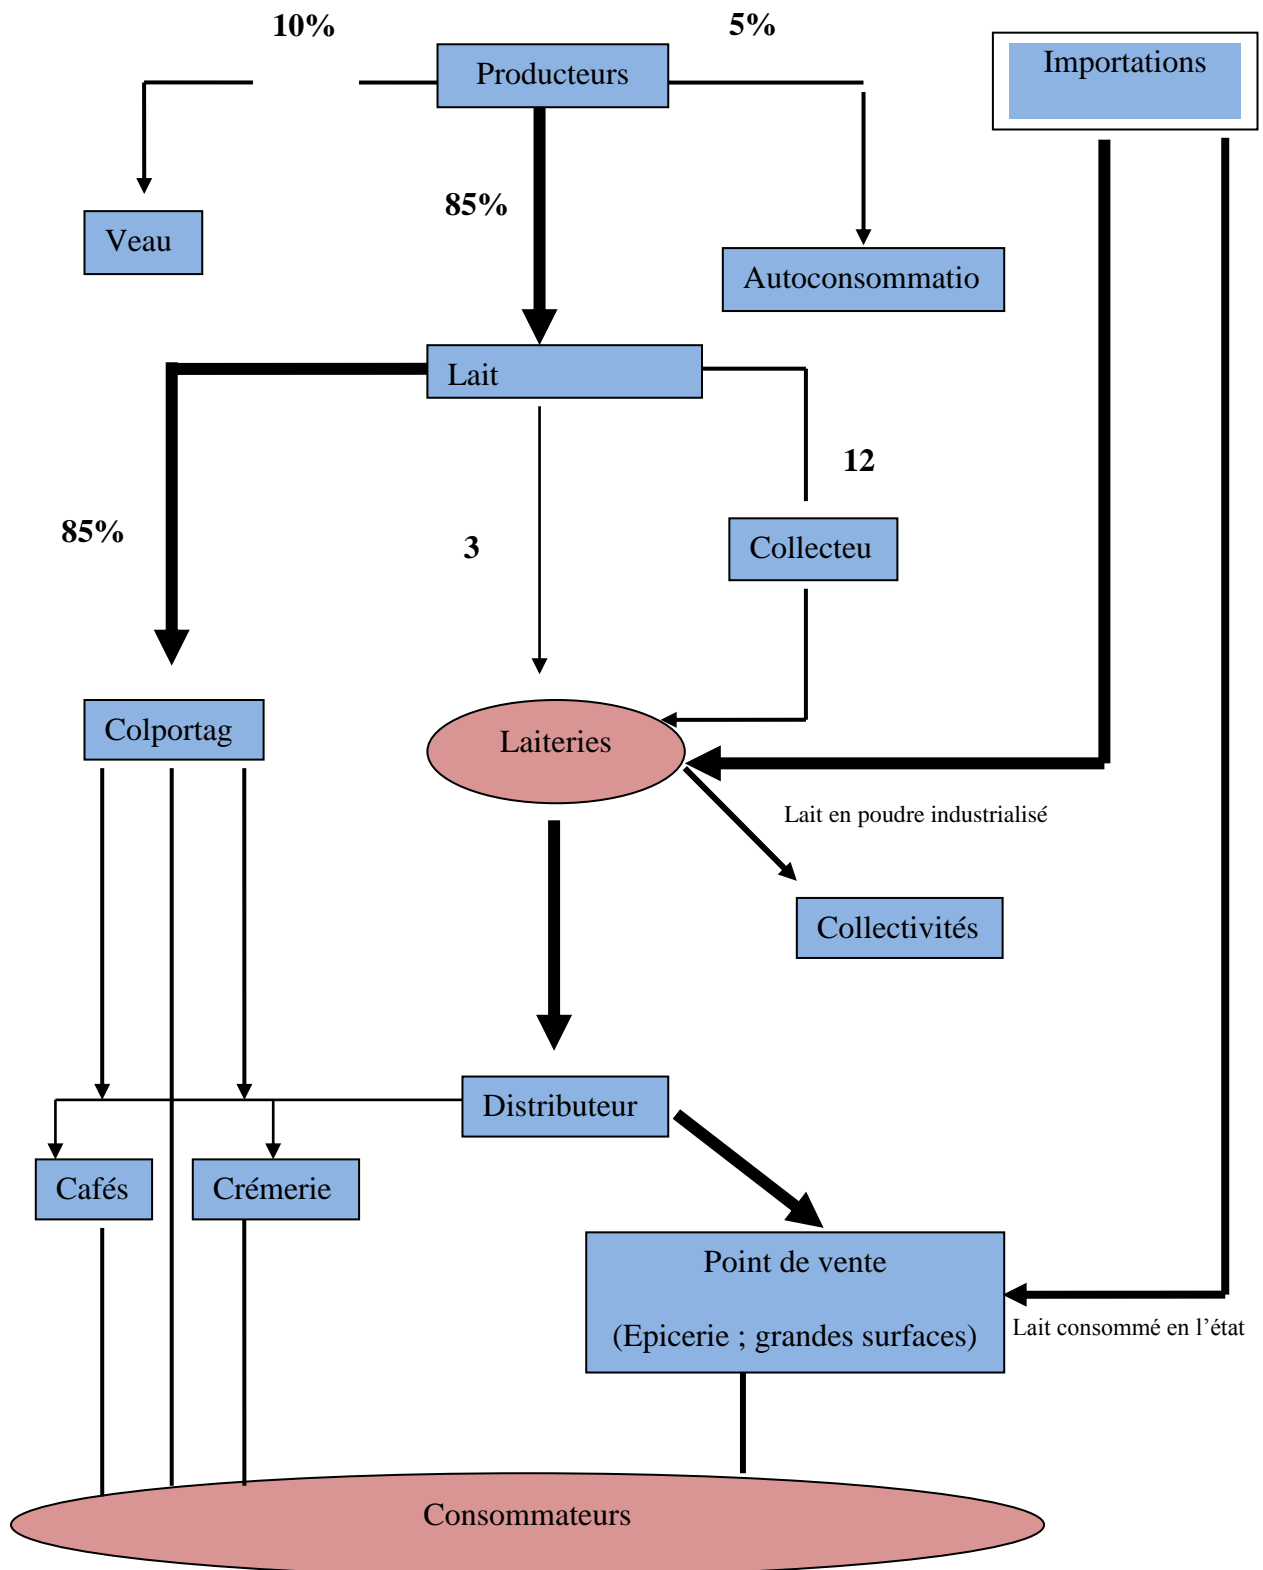 10%
5%
Producteurs
Importations
85%
Veau
Autoconsommatio
Lait
12
85%
3
Collecteu
Colportag
Laiteries
Lait en poudre industrialisé
Collectivités
Distributeur
Cafés
Crémerie
Point de vente
(Epicerie ; grandes surfaces)
Lait consommé en l’état
Consommateurs